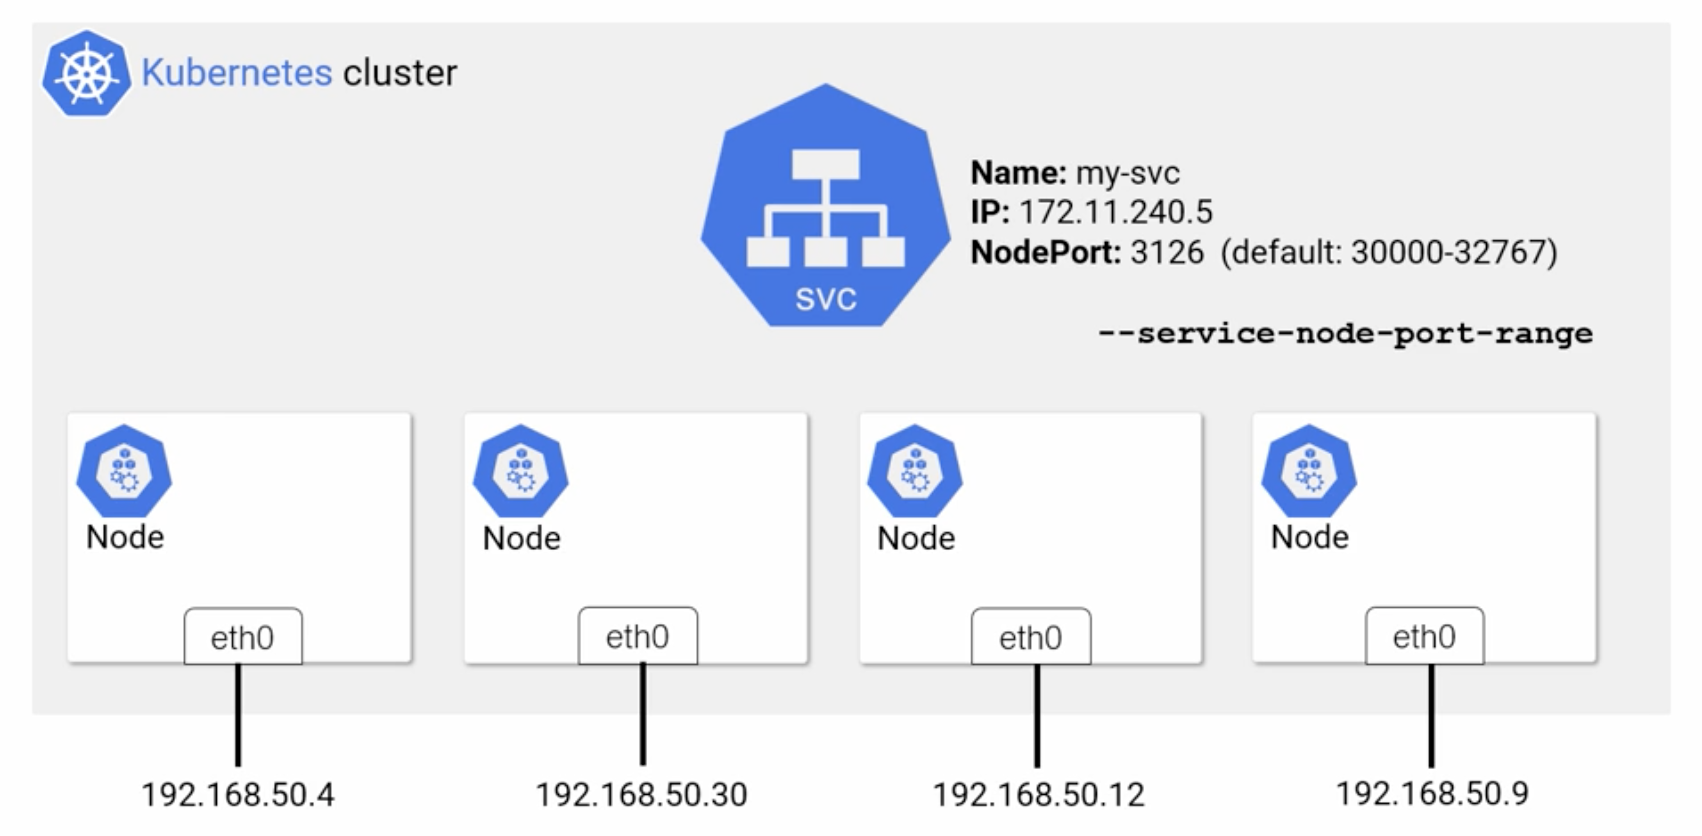 Kubernetes cluster
Name: my-svc
IP: 172.11.240.5
NodePort: 3126 (default: 30000-32767)
svc
--service-node-port-range
Node
Node
Node
Node
eth0
eth0
eth0
eth0
192.168.50.4
192.168.50.30
192.168.50.12
192.168.50.9